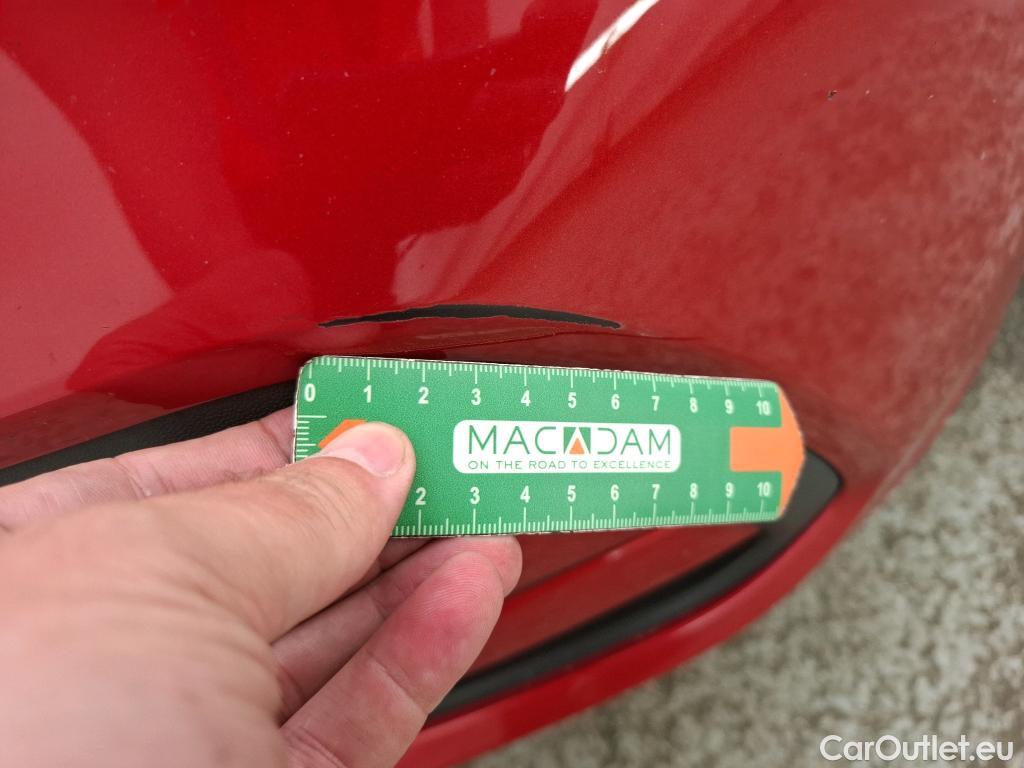 0 1 2 3 4 5 6 7 8 9 10
MACADAM
ON THE ROAD TO EXCELLENCE
2 3 4 5 6 7 8 9 10
CarOutlet.eu